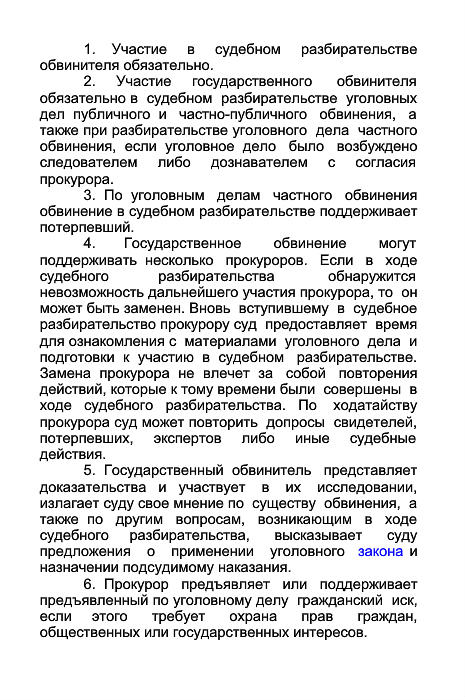 1. Участие в судебном разбирательстве
обвинителя обязательно.
2. Участие государственного обвинителя
обязательно в судебном разбирательстве уголовных
дел публичного и частно-публичного обвинения, а
также при разбирательстве уголовного дела частного
обвинения, если уголовное дело было возбуждено
следователем либо дознавателем с согласия
прокурора.
3. По уголовным делам частного обвинения
обвинение в судебном разбирательстве поддерживает
потерпевший.
4. Государственное обвинение могут
поддерживать несколько прокуроров. Если в ходе
судебного разбирательства обнаружится
невозможность дальнейшего участия прокурора, то он
может быть заменен. Вновь вступившему в судебное
разбирательство прокурору суд предоставляет время
для ознакомления с материалами уголовного дела и
подготовки к участию в судебном разбирательстве.
Замена прокурора не влечет за собой повторения
действий, которые к тому времени были совершены в
ходе судебного разбирательства. По ходатайству
прокурора суд может повторить допросы свидетелей,
потерпевших, экспертов либо иные судебные
действия.
5. Государственный обвинитель представляет
доказательства и участвует в их исследовании,
излагает суду свое мнение по существу обвинения, а
также по другим вопросам, возникающим в ходе
судебного разбирательства, высказывает суду
предложения о применении уголовного закона и
назначении подсудимому наказания.
6. Прокурор предъявляет или поддерживает
предъявленный по уголовному делу гражданский иск,
если этого требует охрана прав граждан,
общественных или государственных интересов.